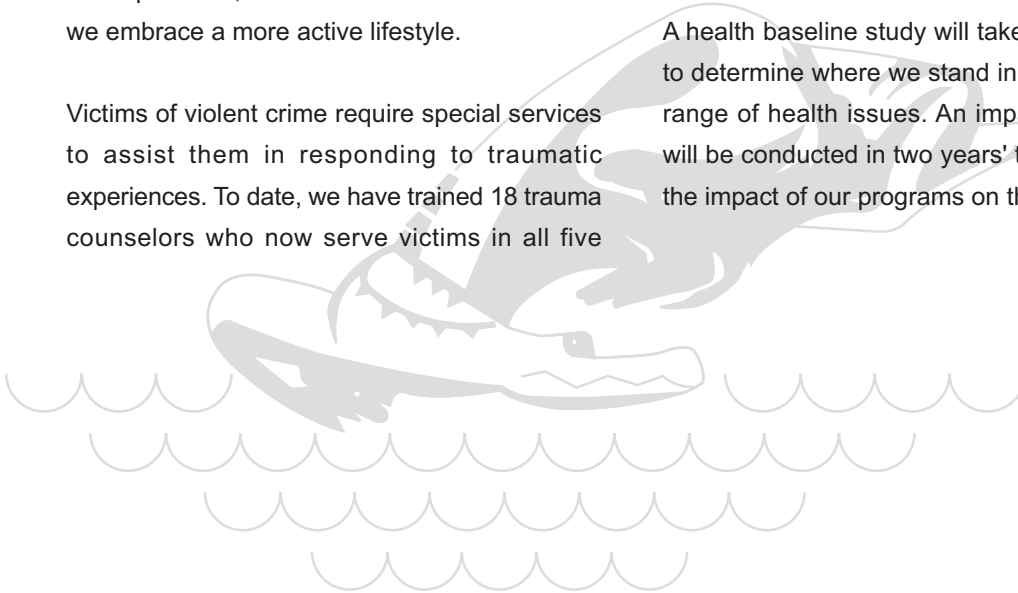 we embrace a more active lifestyle.
Victims of violent crime require special services
to assist them in responding to traumatic
experiences. To date, we have trained 18 trauma
counselors who now serve victims in all five
A health baseline study will take
to determine where we stand in
range of health issues. An
will be conducted in two years'
the impact of our programs on